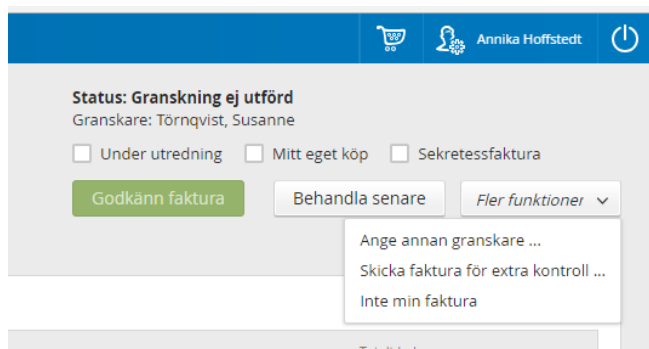 Annika Hoffstedt
Status: Granskning ej utförd
Granskare: Törnqvist, Susanne
Under utredning Mitt eget köp Sekretessfaktura
Godkänn faktura Behandla senare Fler funktioner
Ange annan granskare ...
Skicka faktura för extra kontroll ...
Inte min faktura